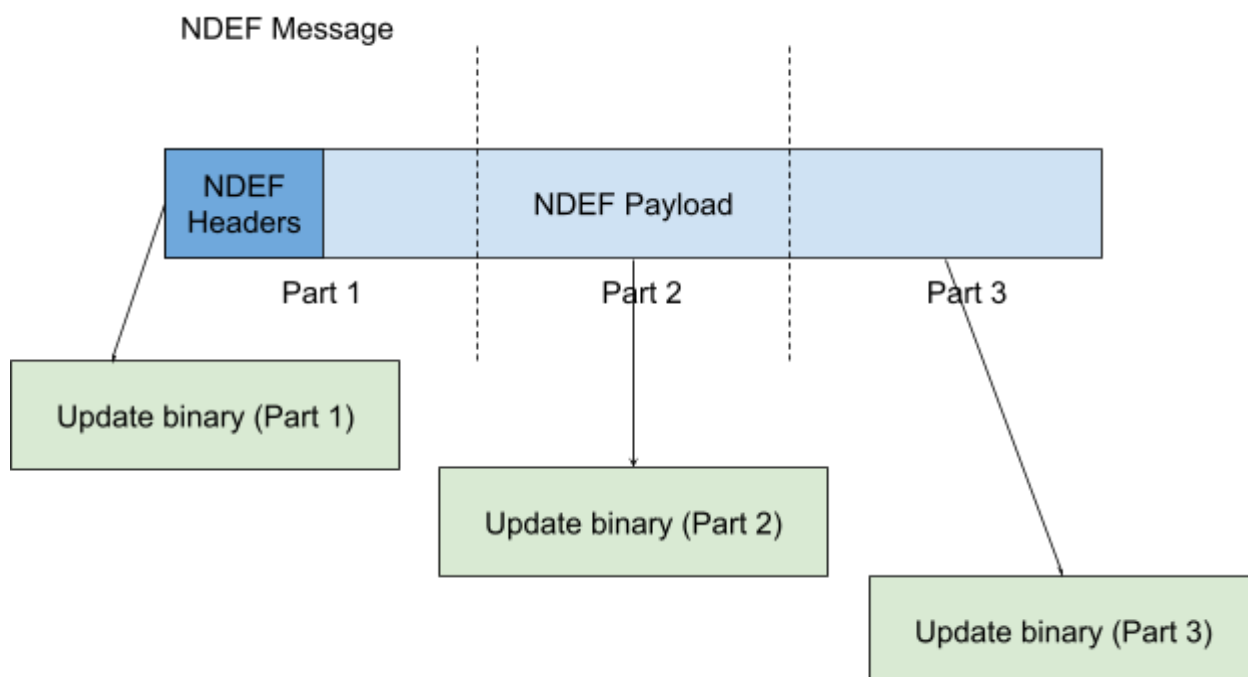 NDEF Message
NDEF
Headers
NDEF Payload
Part 1
Part 2
Part 3
Update binary (Part 1)
Update binary (Part 2)
Update binary (Part 3)